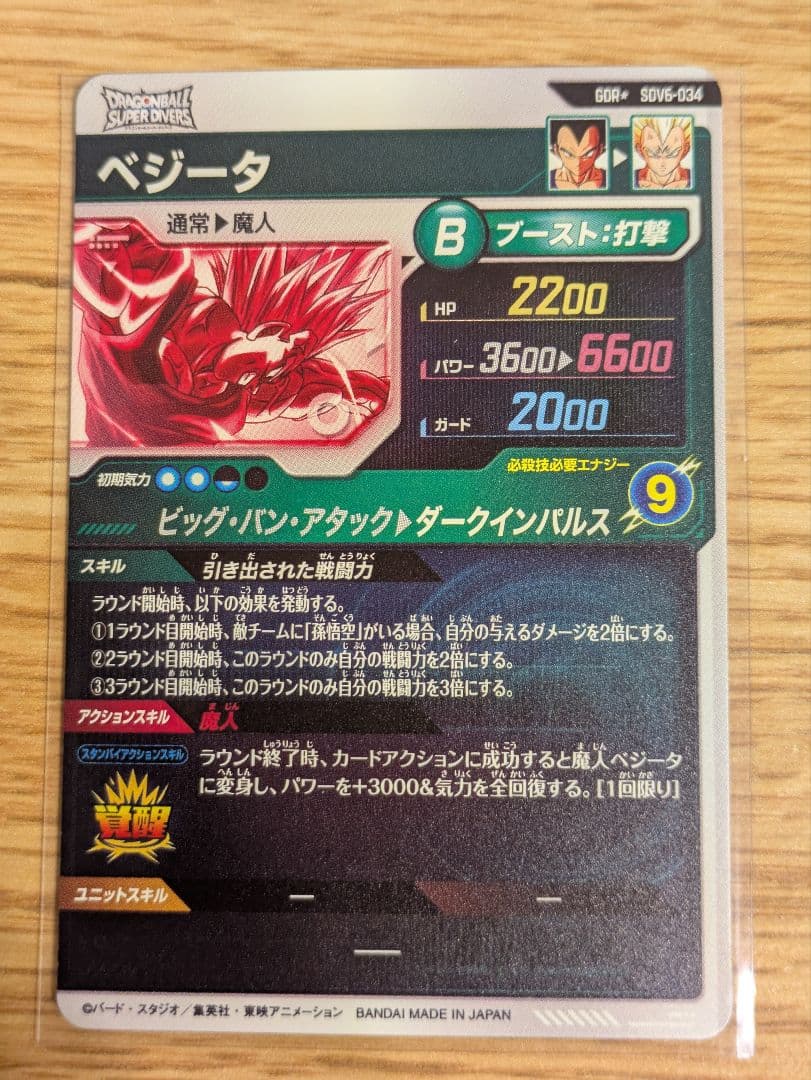 DRAGONBALL
SUPER DIVERS
GDR★ SDV6-034
ベジータ
通常▶魔人
B ブースト:打撃
HP 2200
パワー 3600▶6600
ガード 2000
初期気力
必殺技必要エナジー
9
ビッグ・バン・アタック▶ダークインパルス
スキル 引き出された戦闘力
ラウンド開始時、以下の効果を発動する。
①1ラウンド目開始時、敵チームに「孫悟空」がいる場合、自分の与えるダメージを2倍にする。
②2ラウンド目開始時、このラウンドのみ自分の戦闘力を2倍にする。
③3ラウンド目開始時、このラウンドのみ自分の戦闘力を3倍にする。
アクションスキル 魔人
スタンバイアクションスキル
覚醒
ラウンド終了時、カードアクションに成功すると魔人ベジータ
に変身し、パワーを+3000&気力を全回復する。[1回限り]
ユニットスキル — —
—
©バード・スタジオ/集英社・東映アニメーション BANDAI MADE IN JAPAN